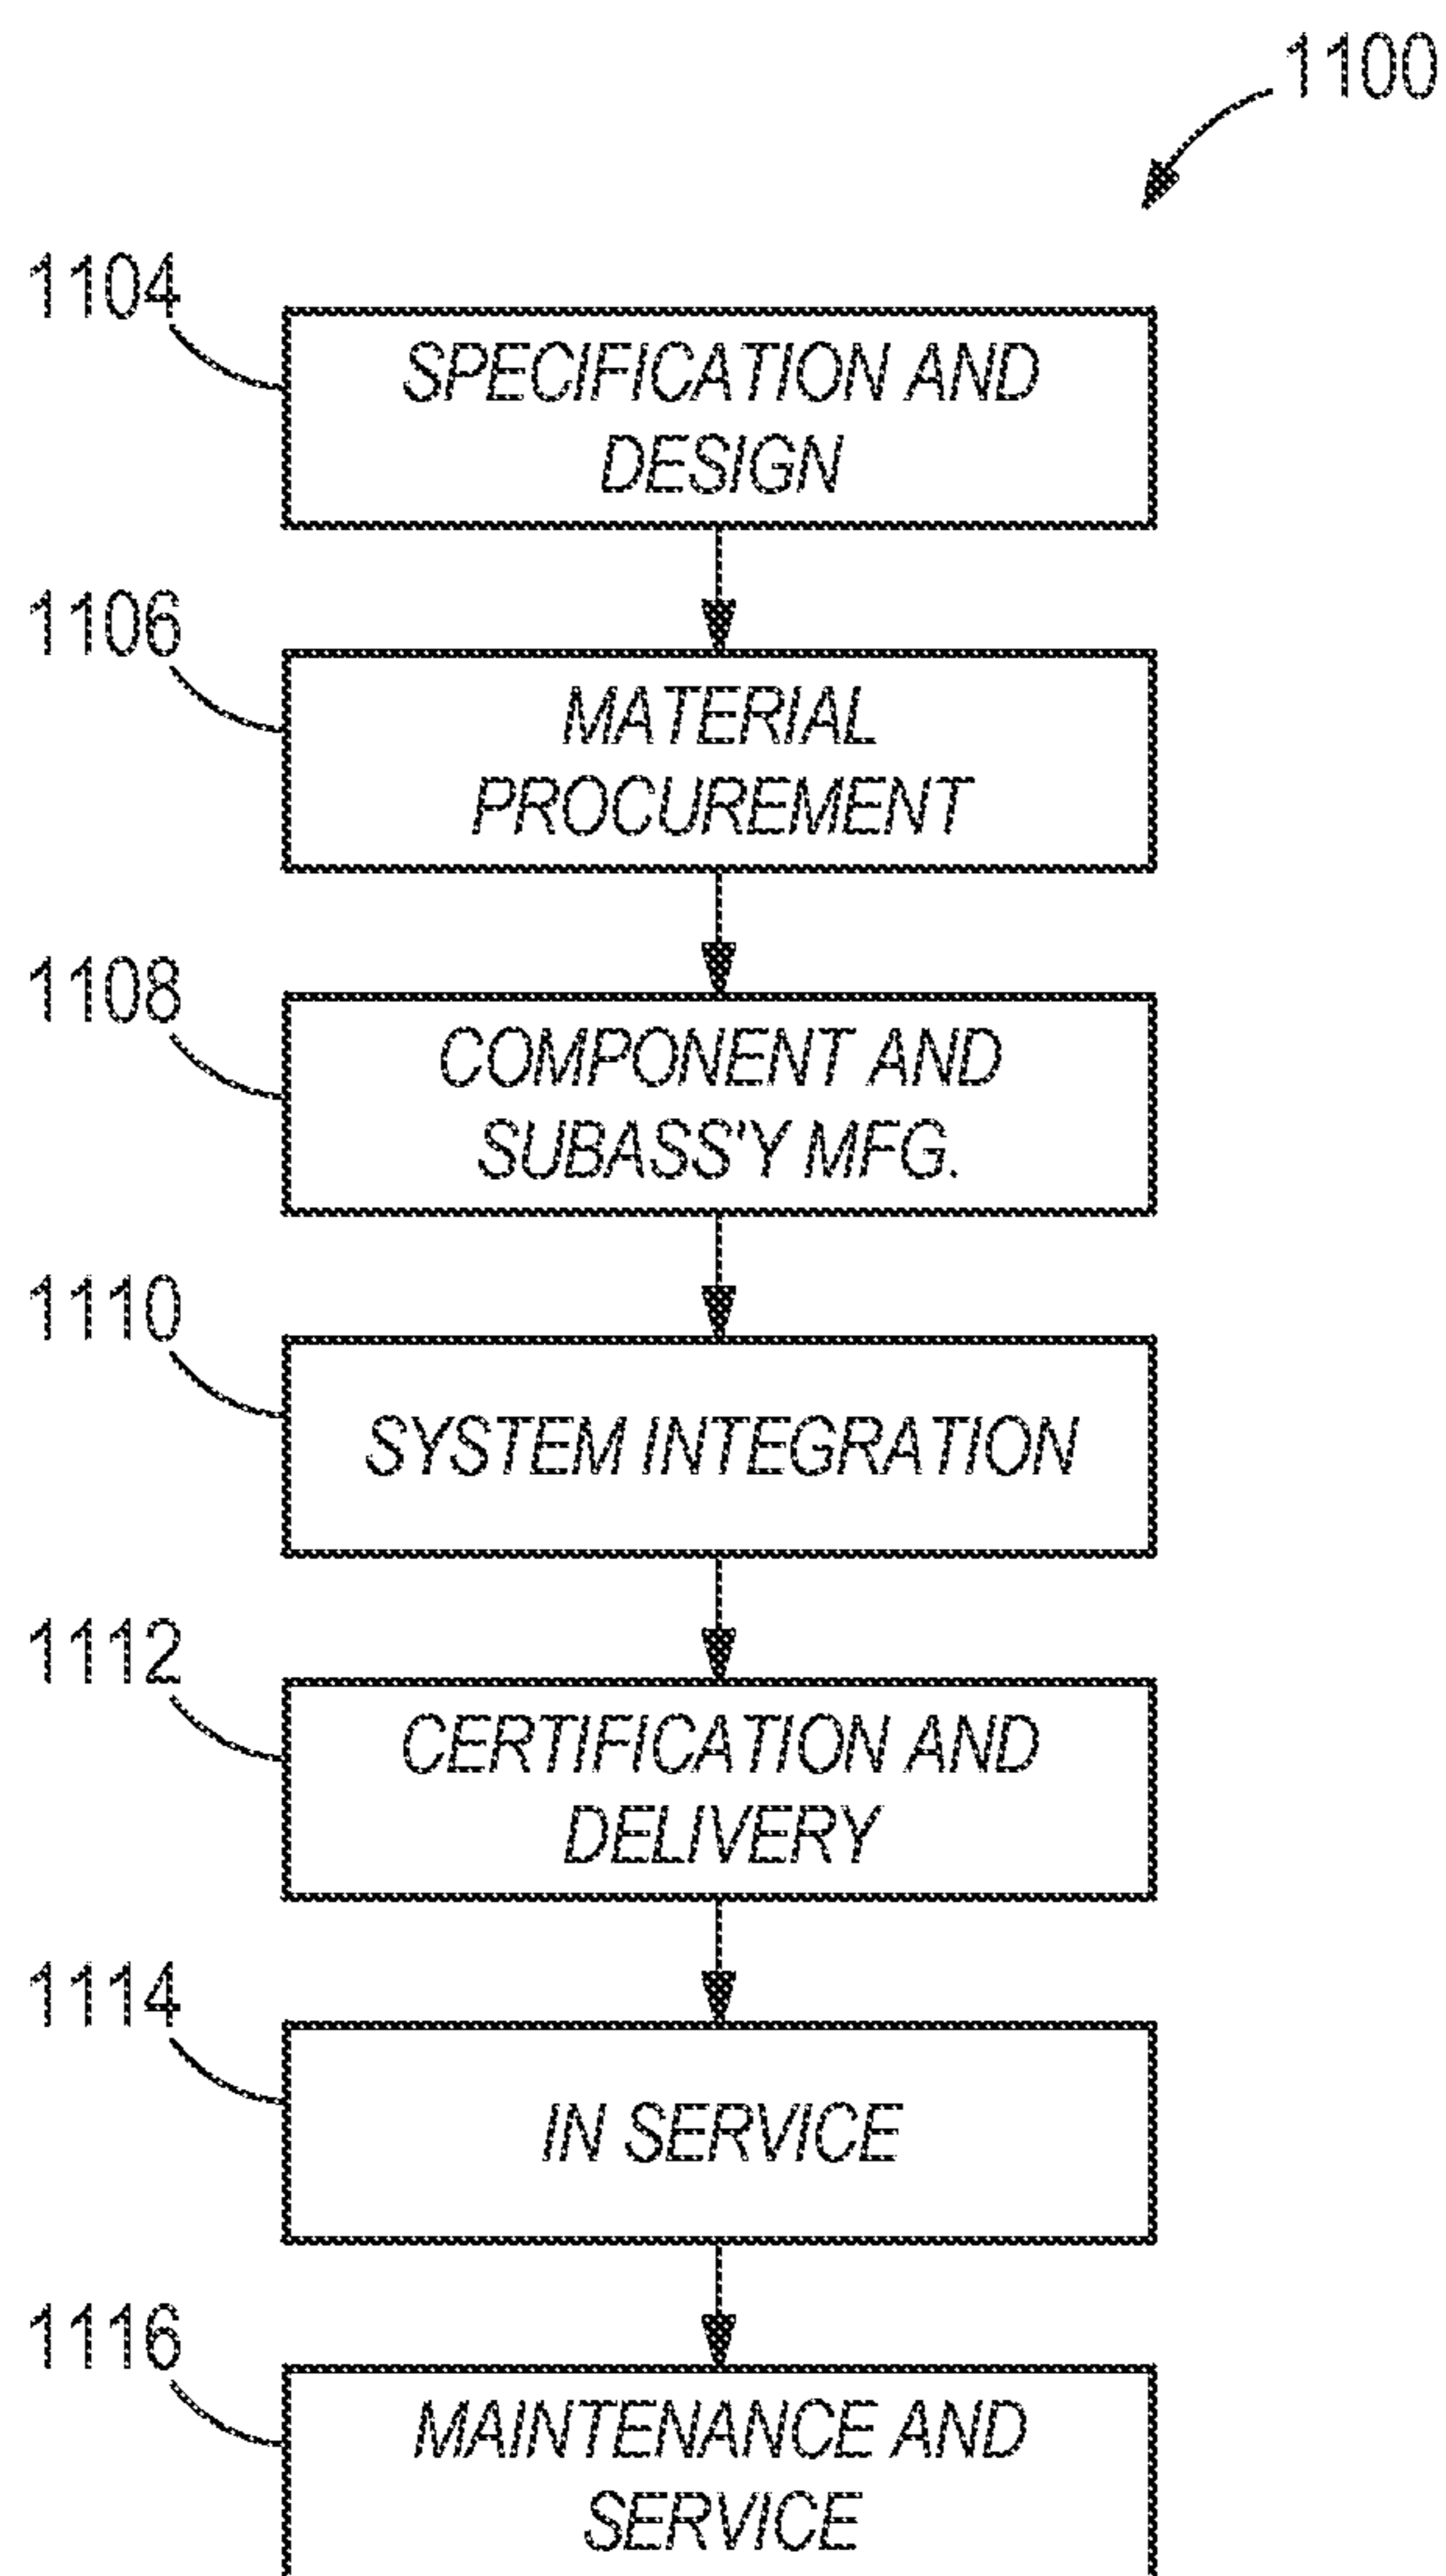 1100
1104
SPECIFICATION AND
DESIGN
1106
MATERIAL
PROCUREMENT
1108
COMPONENT AND
SUBASS'Y MFG.
1110
SYSTEM INTEGRATION
1112
CERTIFICATION AND
DELIVERY
1114
IN SERVICE
1116
MAINTENANCE AND
SERVICE